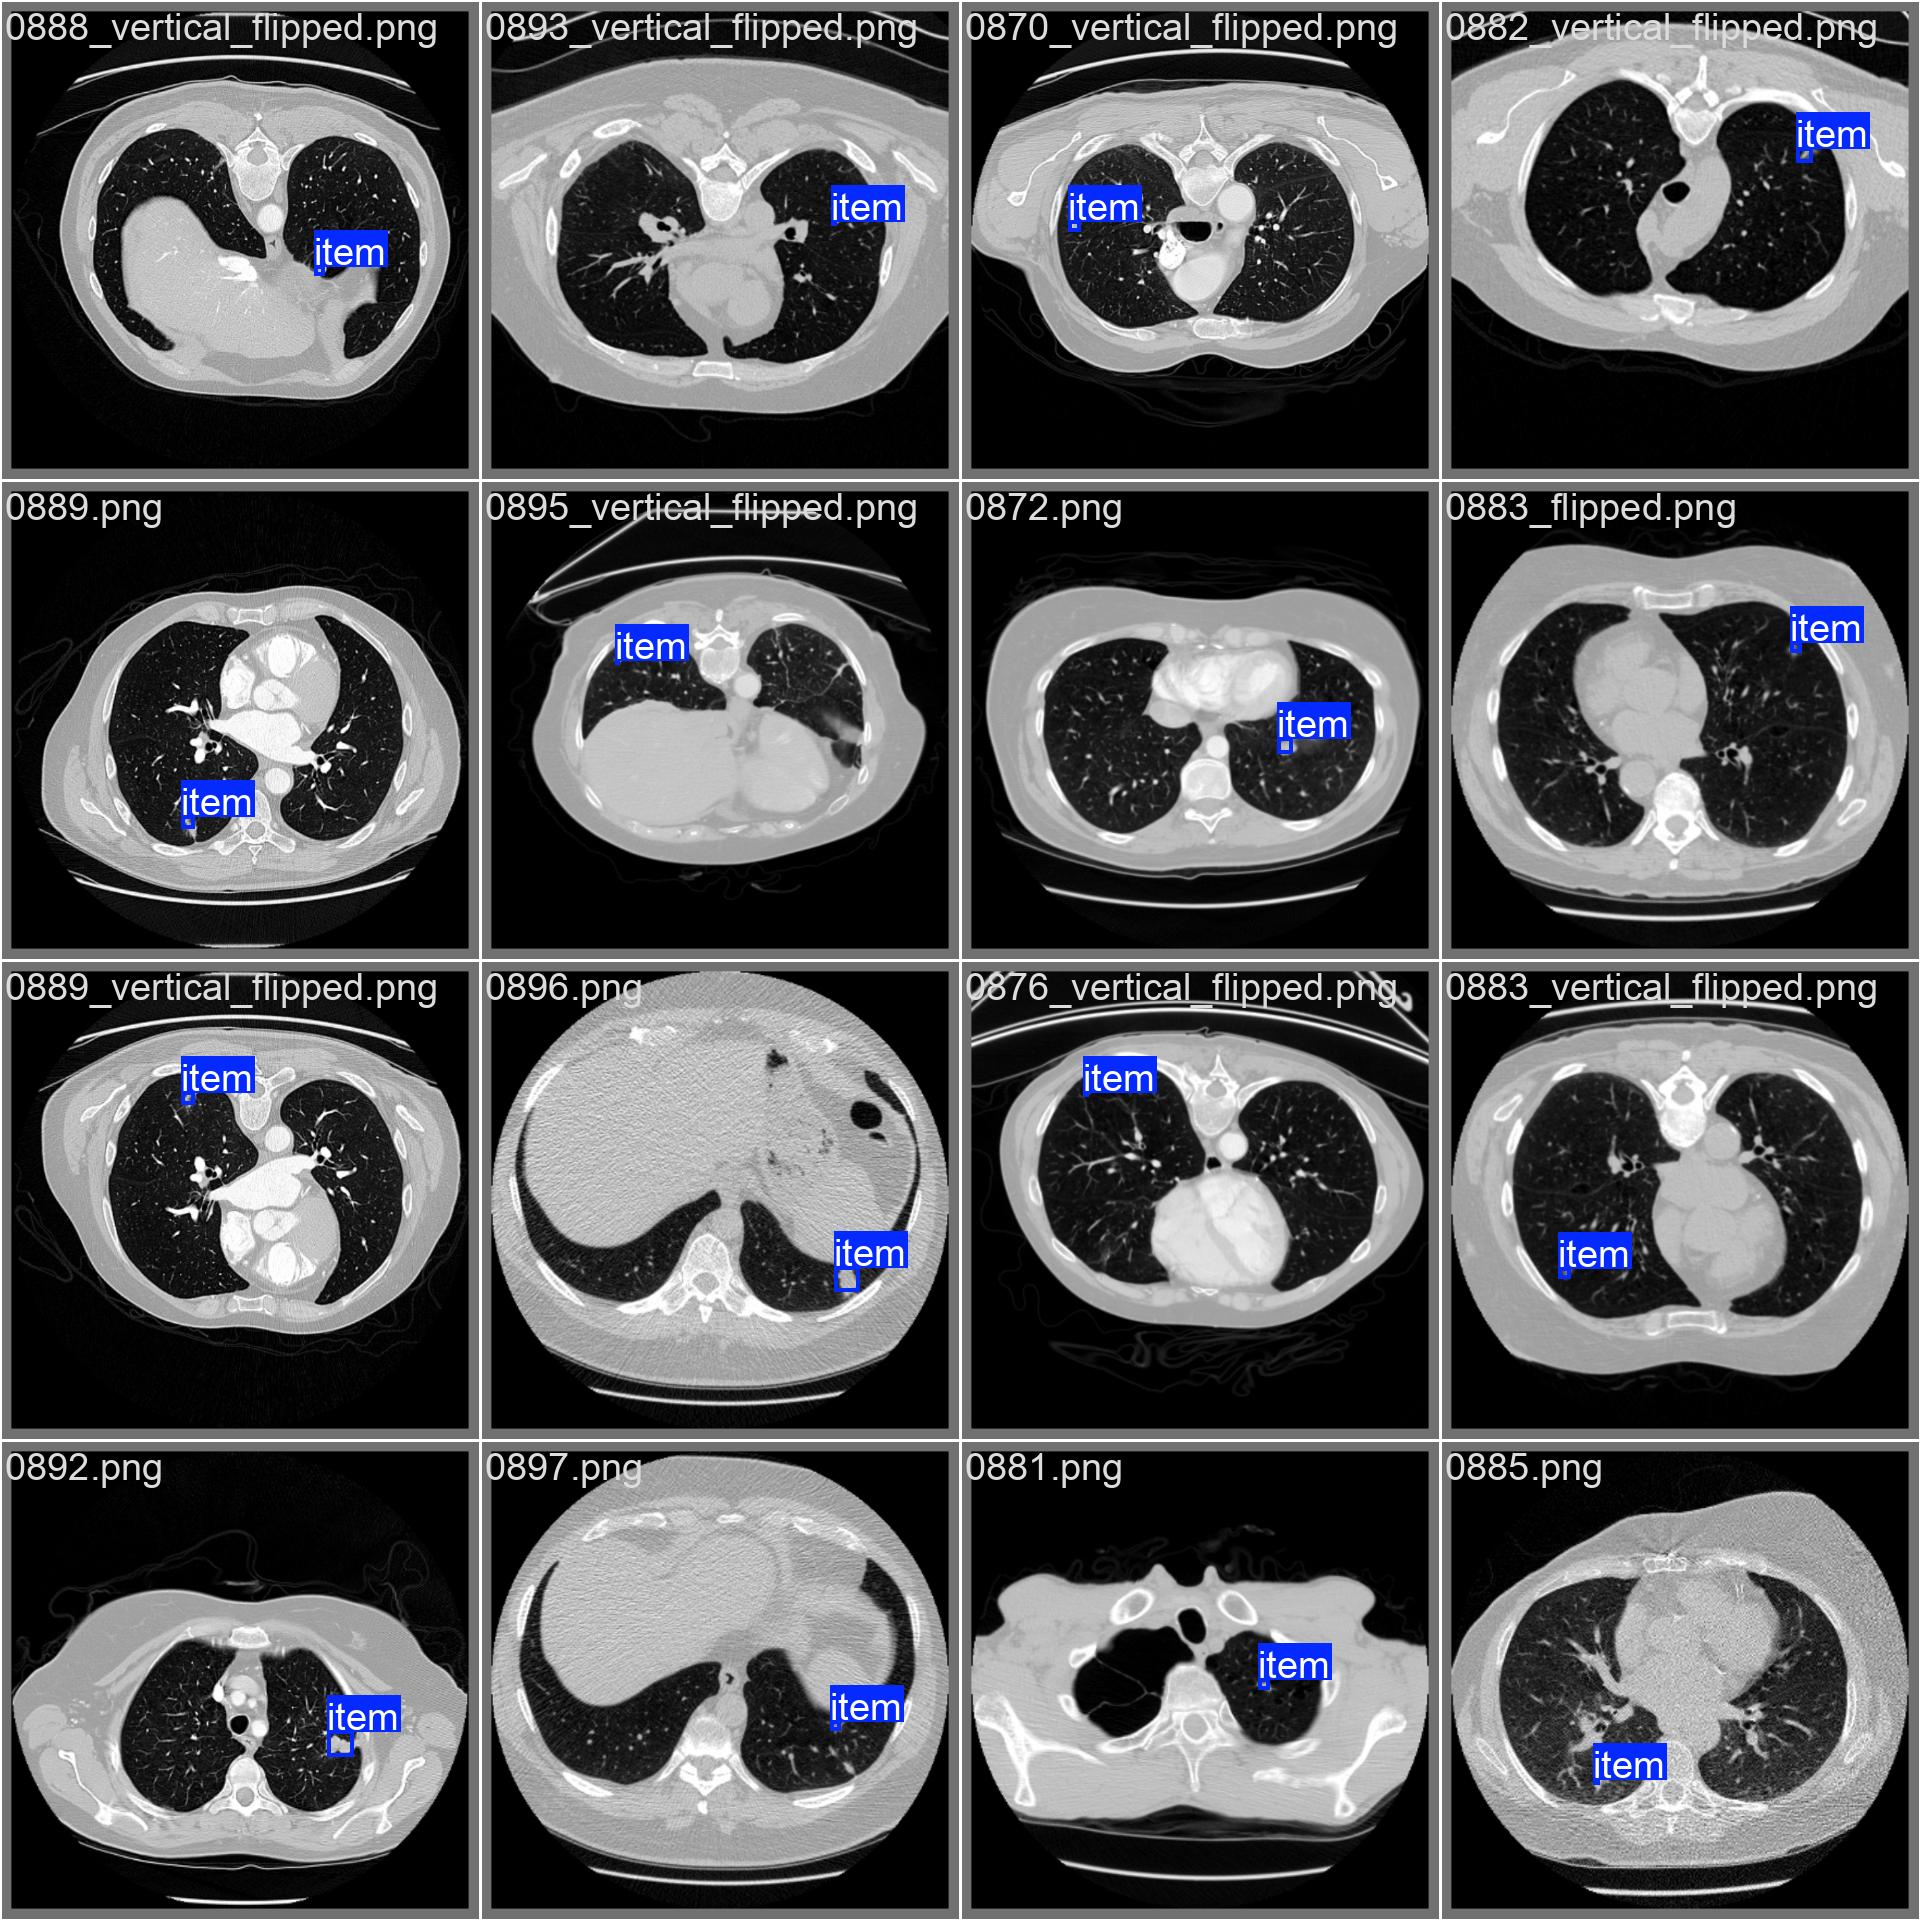 0888_vertical_flipped.png
0893_vertical_flipped.png
0870_vertical_flipped.png
0882_vertical_flipped.png
item
item
item
item
0889.png
0895_vertical_flipped.png
0872.png
0883_flipped.png
item
item
item
item
0889_vertical_flipped.png
0896.png
0876_vertical_flipped.png
0883_vertical_flipped.png
item
item
item
item
0892.png
0897.png
0881.png
0885.png
item
item
item
item